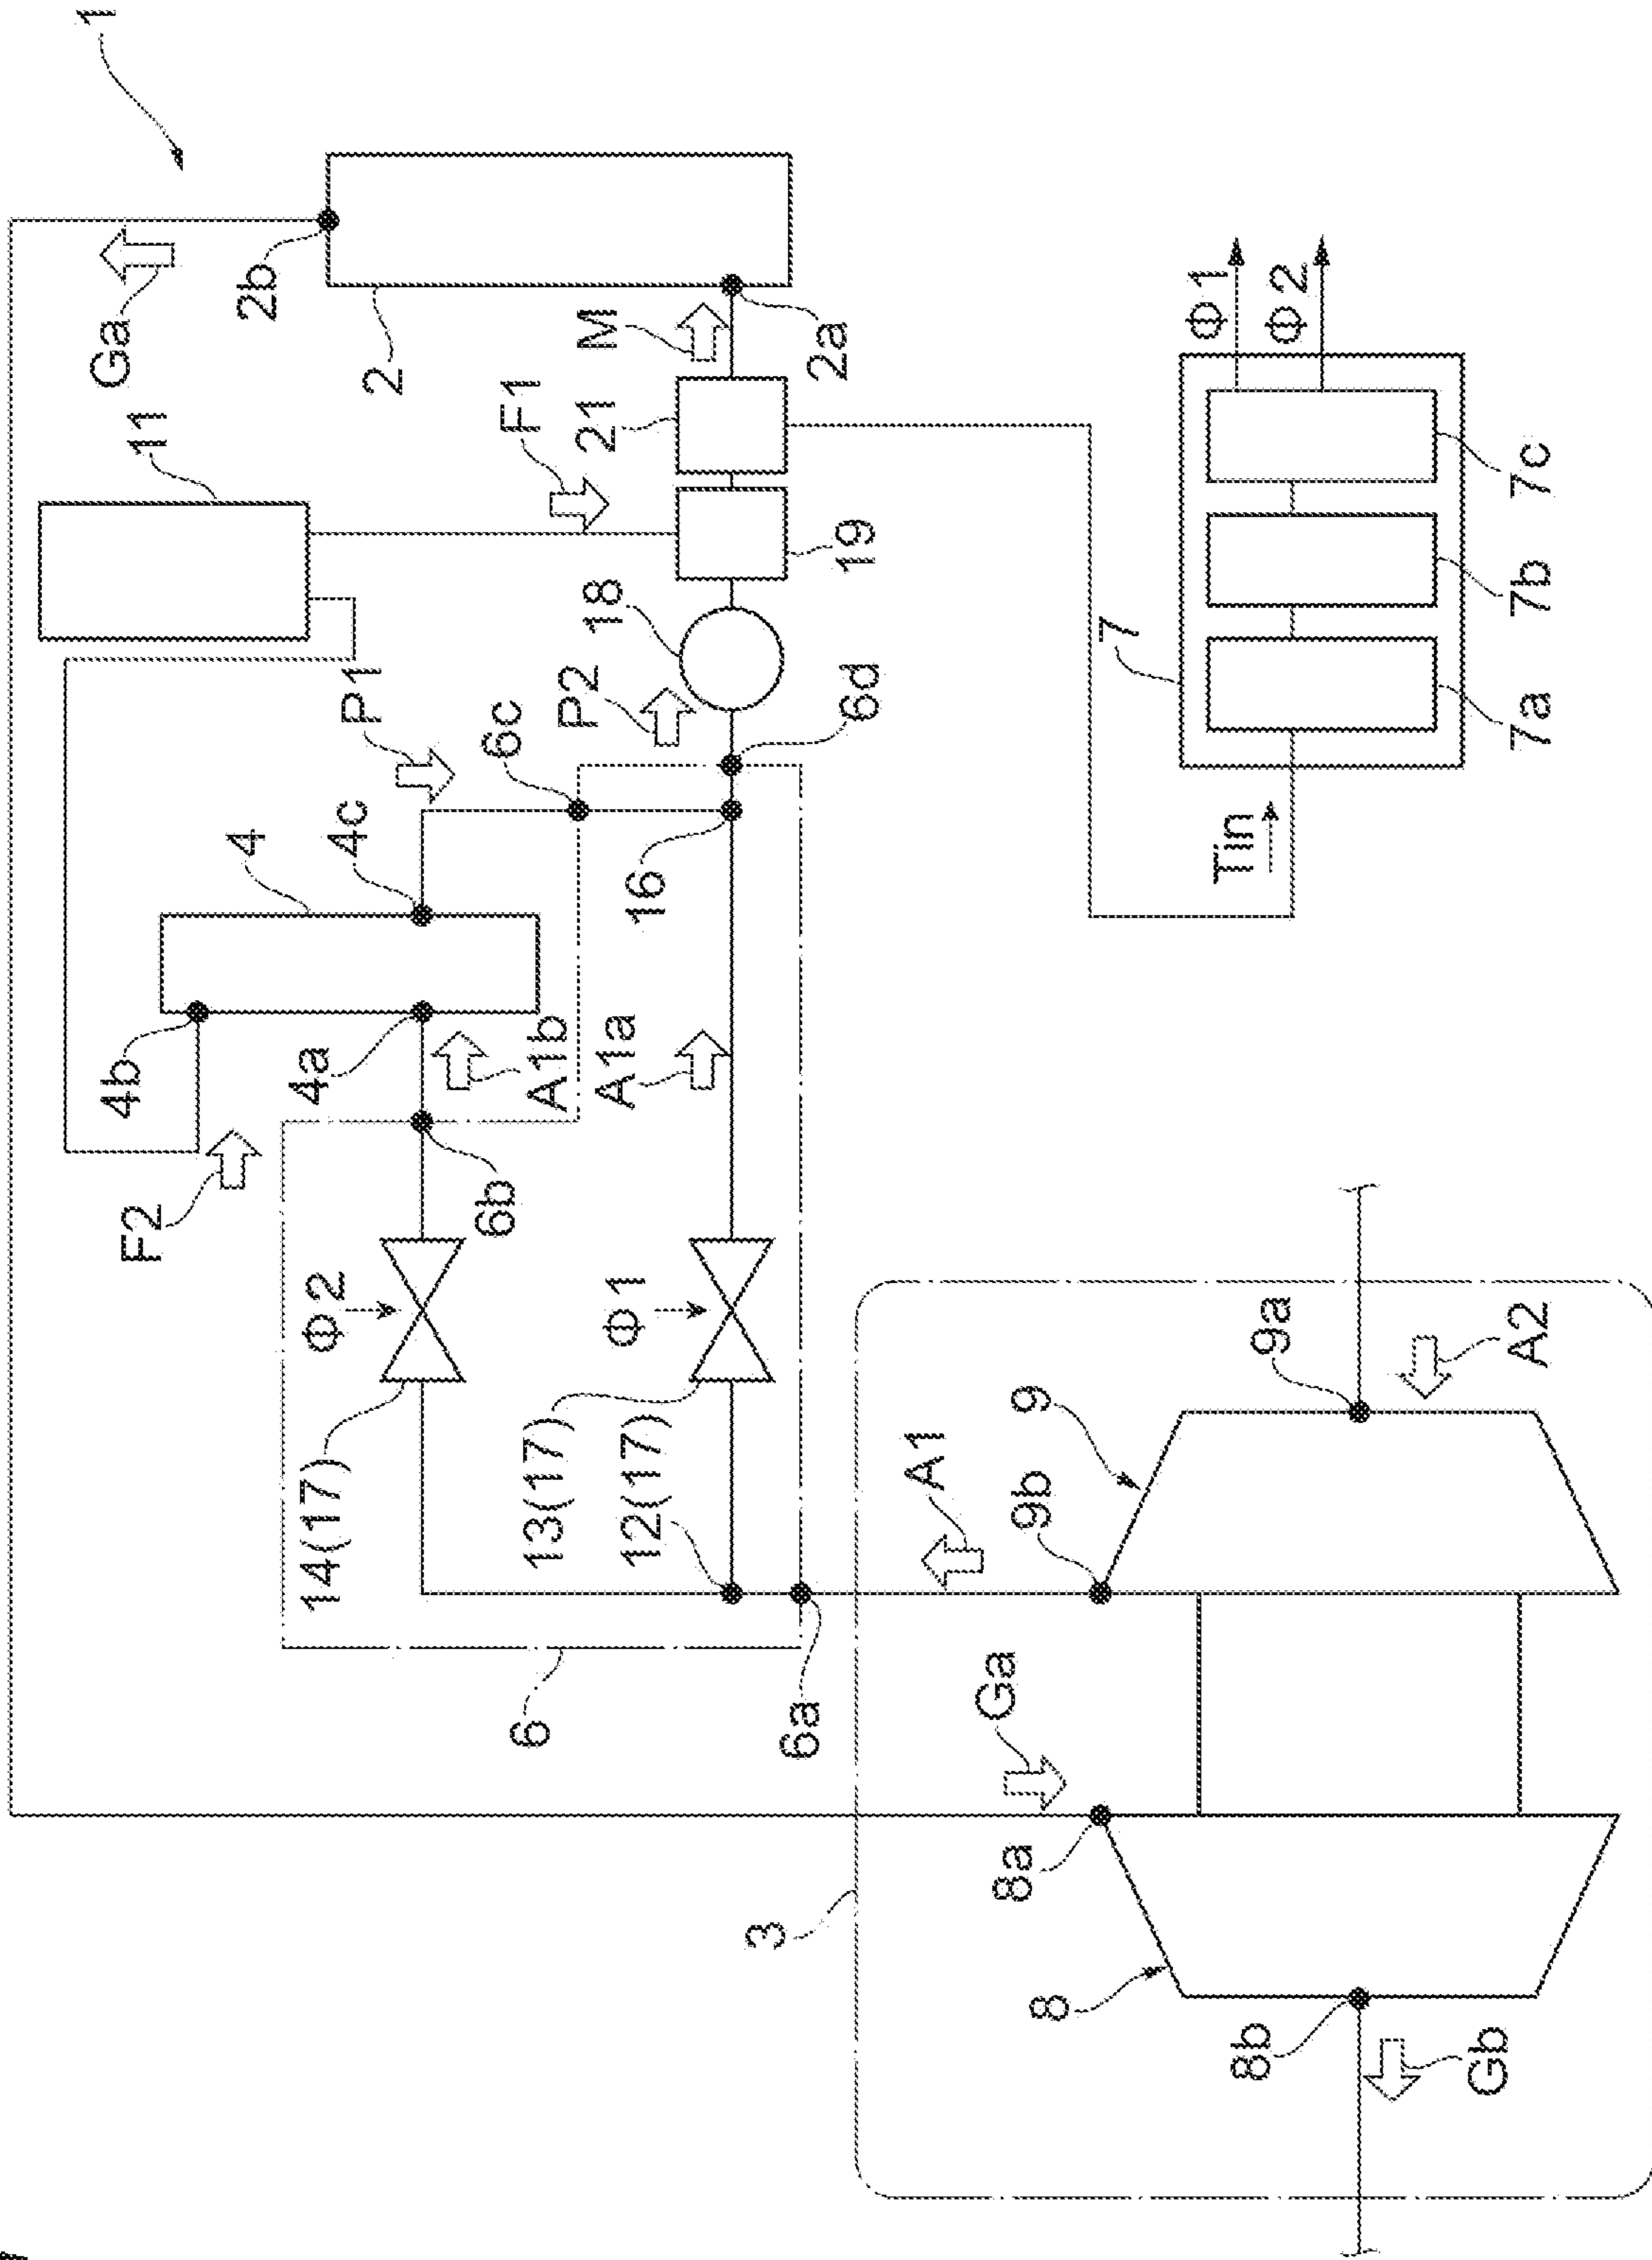 1
Ga
11
4b
F2
2b
4
4a
Φ2
14(17)
4c
P1
2
6b
6c
F1
6
13(17)
A1b
P2
18
21
M
Φ1
12(17)
A1a
16
3
6a
6d
19
2a
A1
Ga
8a
9b
9
8
7
Φ1
Tin
8b
9a
Φ2
Gb
A2
7a
7b
7c